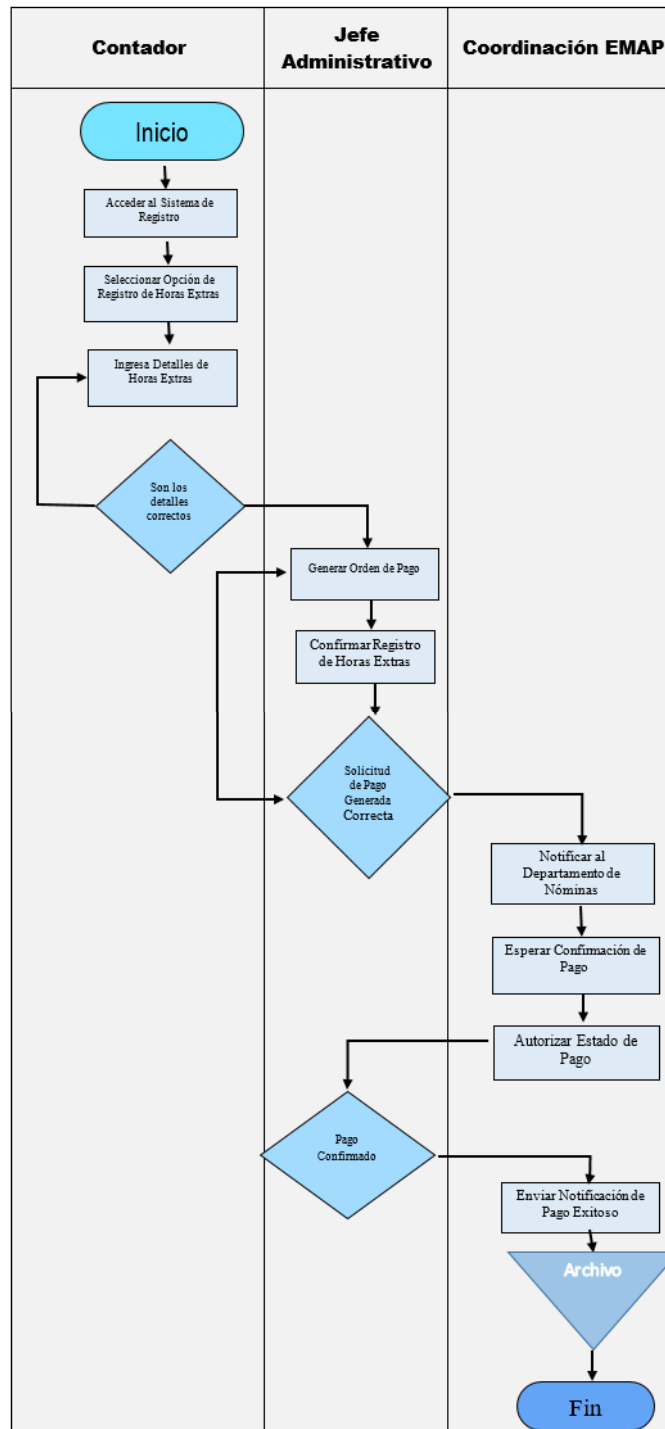 Contador
Jefe
Administrativo
Coordinación EMAP
Inicio
Acceder al Sistema de
Registro
Seleccionar Opción de
Registro de Horas Extras
Ingresa Detalles de
Horas Extras
Son los
detalles
correctos
Generar Orden de Pago
Confirmar Registro
de Horas Extras
Solicitud
de Pago
Generada
Correcta
Notificar al
Departamento de
Nóminas
Esperar Confirmación de
Pago
Autorizar Estado de
Pago
Pago
Confirmado
Enviar Notificación de
Pago Exitoso
Archivo
Fin